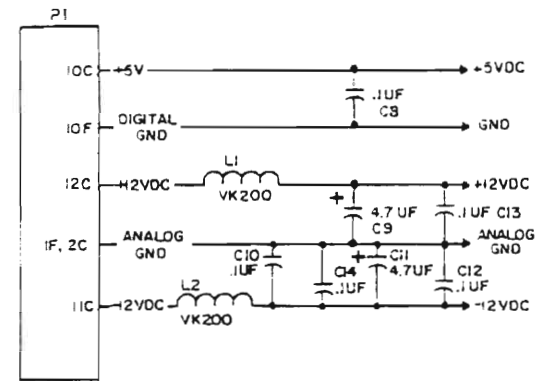 P1
10C +5V +5VDC
.1UF
C8
10F DIGITAL GND GND
L1
12C +12VDC +12VDC
VK200
+ 4.7UF C9
.1UF C13
1F, 2C ANALOG GND ANALOG GND
C10 .1UF
C14 .1UF
+ C11 4.7UF
C12 .1UF
L2
11C -12VDC -12VDC
VK200